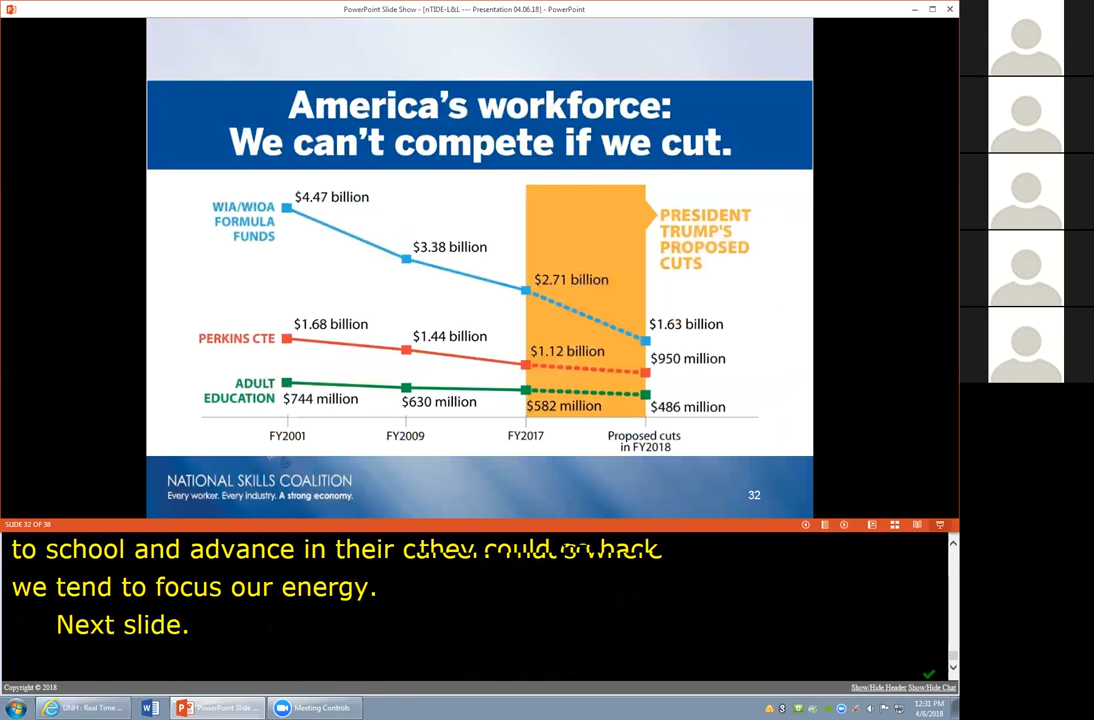 PowerPoint Slide Show - [nTIDE-L&L --- Presentation 04.06.18] - PowerPoint
America's workforce:
We can't compete if we cut.
WIA/WIOA
FORMULA
FUNDS
$4.47 billion
$3.38 billion
$2.71 billion
$1.63 billion
PRESIDENT
TRUMP'S
PROPOSED
CUTS
PERKINS CTE
$1.68 billion
$1.44 billion
$1.12 billion
$950 million
ADULT
EDUCATION
$744 million
$630 million
$582 million
$486 million
FY2001
FY2009
FY2017
Proposed cuts
in FY2018
NATIONAL SKILLS COALITION
Every worker. Every industry. A strong economy.
32
SLIDE 32 OF 38
to school and advance in their
we tend to focus our energy.
Next slide.
Copyright © 2018
Show/Hide Header Show/Hide Chat
UNH : Real Time ...
PowerPoint Slide ...
Meeting Controls
12:31 PM
4/6/2018